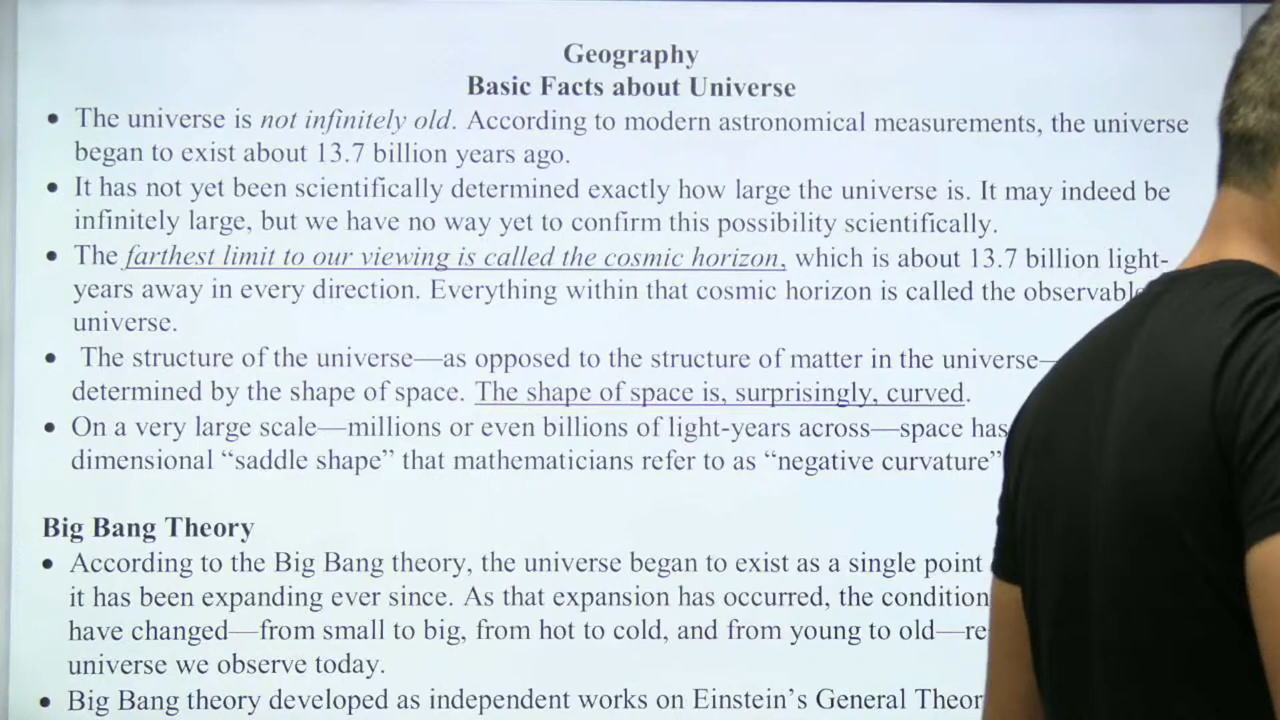 Geography
Basic Facts about Universe
• The universe is not infinitely old. According to modern astronomical measurements, the universe
began to exist about 13.7 billion years ago.
• It has not yet been scientifically determined exactly how large the universe is. It may indeed be
infinitely large, but we have no way yet to confirm this possibility scientifically.
• The farthest limit to our viewing is called the cosmic horizon, which is about 13.7 billion light-
years away in every direction. Everything within that cosmic horizon is called the observable
universe.
• The structure of the universe—as opposed to the structure of matter in the universe—
determined by the shape of space. The shape of space is, surprisingly, curved.
• On a very large scale—millions or even billions of light-years across—space has
dimensional “saddle shape” that mathematicians refer to as “negative curvature”
Big Bang Theory
• According to the Big Bang theory, the universe began to exist as a single point
it has been expanding ever since. As that expansion has occurred, the condition
have changed—from small to big, from hot to cold, and from young to old—re
universe we observe today.
• Big Bang theory developed as independent works on Einstein’s General Theor